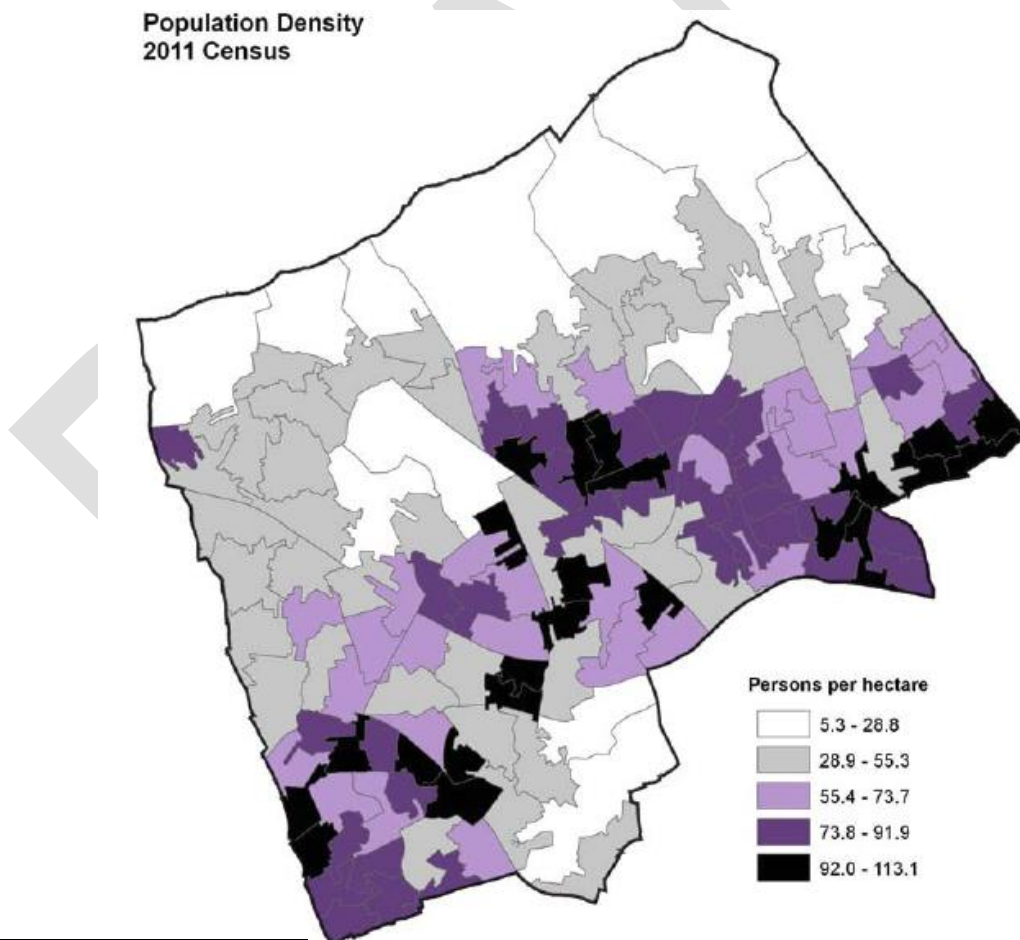 Population Density
2011 Census
Persons per hectare
5.3 - 28.8
28.9 - 55.3
55.4 - 73.7
73.8 - 91.9
92.0 - 113.1